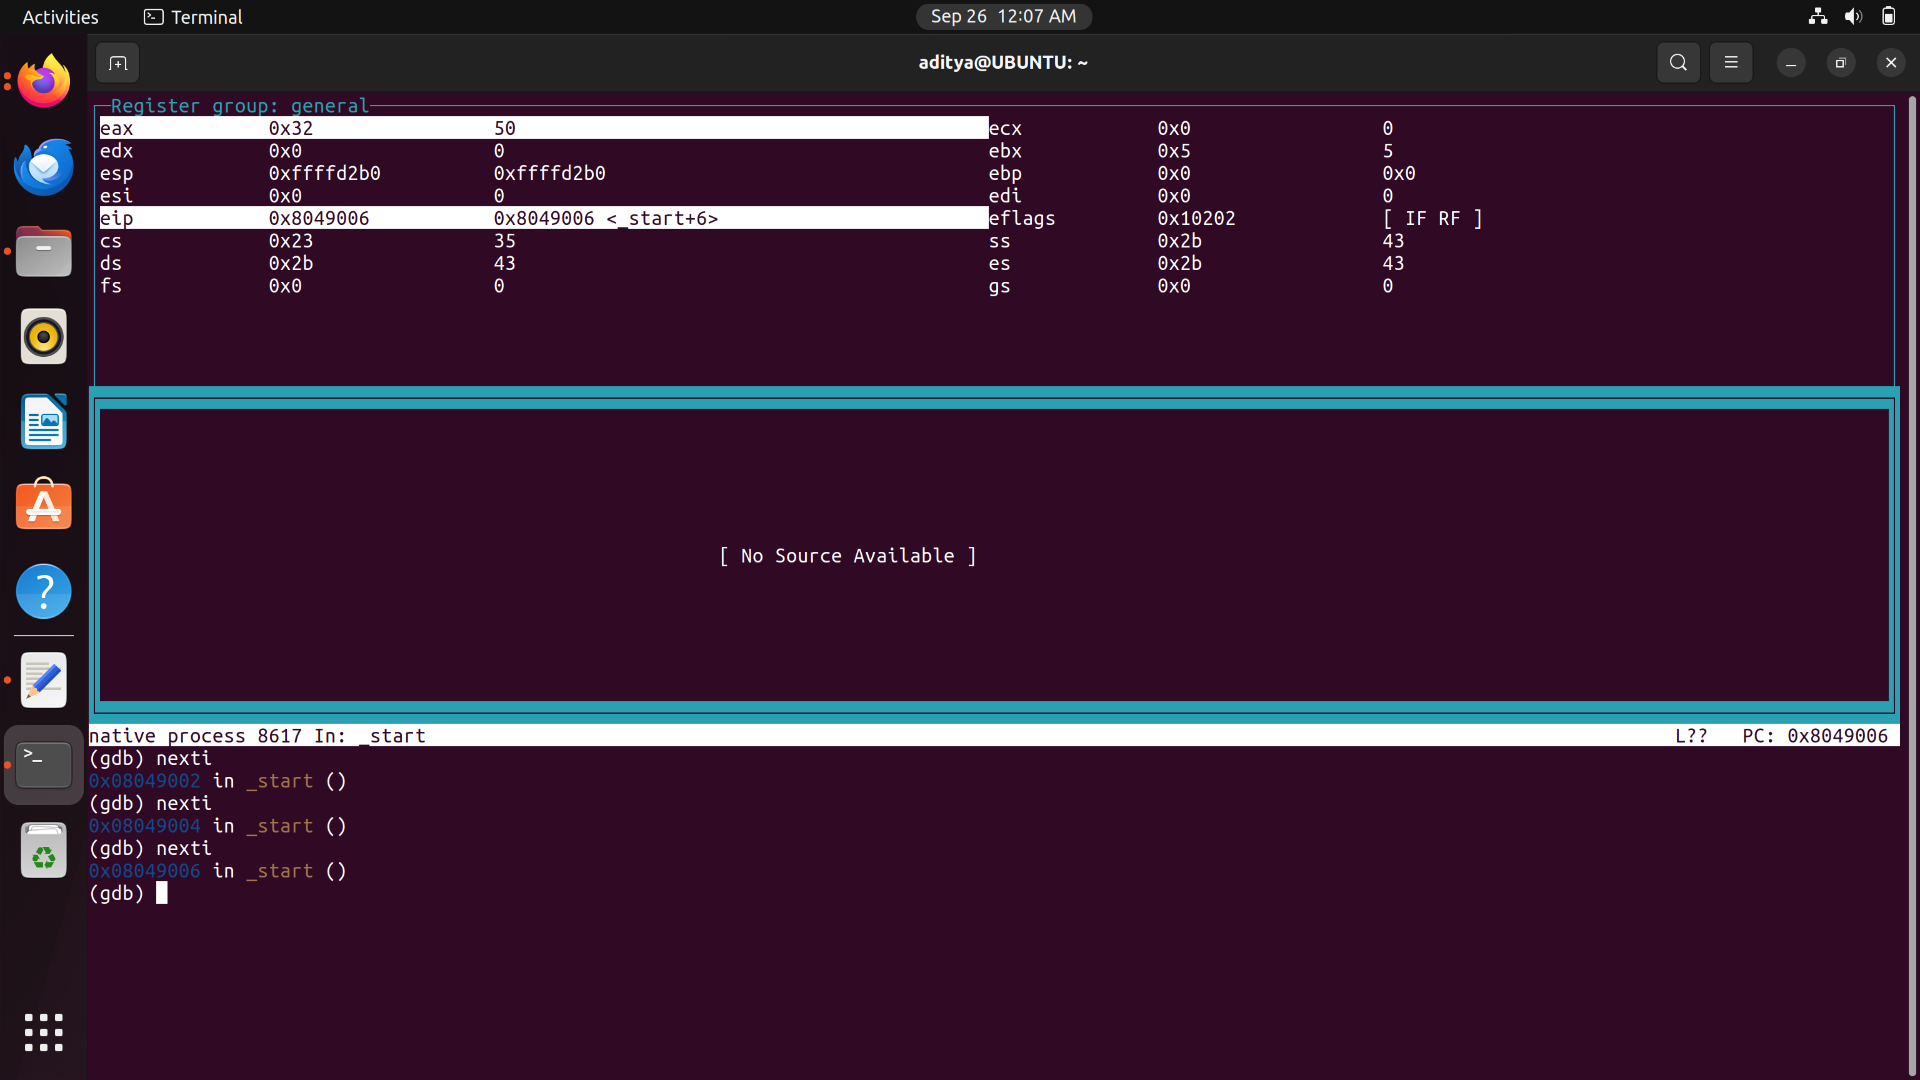 Activities Terminal Sep 26 12:07 AM
aditya@UBUNTU: ~
Register group: general
eax 0x32 50 ecx 0x0 0
edx 0x0 0 ebx 0x5 5
esp 0xffffd2b0 0xffffd2b0 ebp 0x0 0x0
esi 0x0 0 edi 0x0 0
eip 0x8049006 0x8049006 <_start+6> eflags 0x10202 [ IF RF ]
cs 0x23 35 ss 0x2b 43
ds 0x2b 43 es 0x2b 43
fs 0x0 0 gs 0x0 0
[ No Source Available ]
native process 8617 In: _start L?? PC: 0x8049006
(gdb) nexti
0x08049002 in _start ()
(gdb) nexti
0x08049004 in _start ()
(gdb) nexti
0x08049006 in _start ()
(gdb)